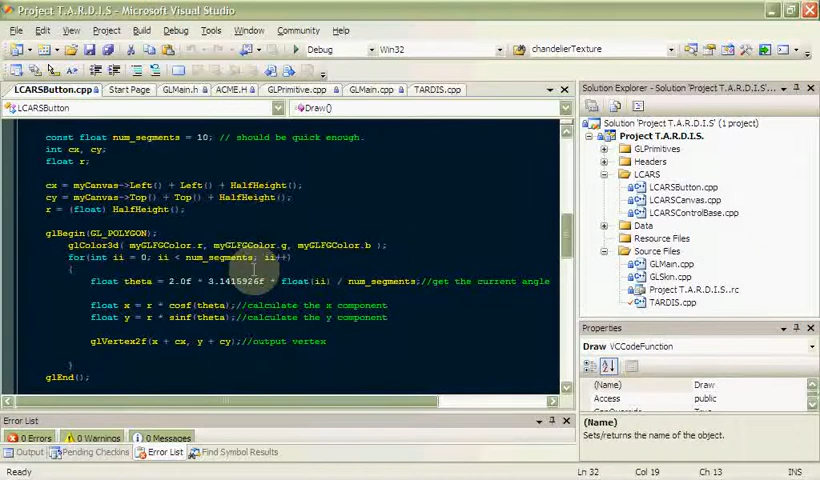 Project T.A.R.D.I.S - Microsoft Visual Studio
File Edit View Project Build Debug Tools Window Community Help
Debug Win32 chandelierTexture
LCARSButton.cpp Start Page GLMain.h ACME.H GLPrimitive.cpp GLMain.cpp TARDIS.cpp
LCARSButton Draw()
const float num_segments = 10; // should be quick enough.
int cx, cy;
float r;
cx = myCanvas->Left() + Left() + HalfHeight();
cy = myCanvas->Top() + Top() + HalfHeight();
r = (float) HalfHeight();
glBegin(GL_POLYGON);
glColor3d( myGLFGColor.r, myGLFGColor.g, myGLFGColor.b );
for(int ii = 0; ii < num_segments; ii++)
{
float theta = 2.0f * 3.1415926f * float(ii) / num_segments;//get the current angle
float x = r * cosf(theta);//calculate the x component
float y = r * sinf(theta);//calculate the y component
glVertex2f(x + cx, y + cy);//output vertex
}
glEnd();
Solution Explorer - Project T.A.R.D.I.S
Solution 'Project T.A.R.D.I.S' (1 project)
Project T.A.R.D.I.S.
GLPrimitives
Headers
LCARS
LCARSButton.cpp
LCARSCanvas.cpp
LCARSControlBase.cpp
Data
Resource Files
Source Files
GLMain.cpp
GLSkin.cpp
Project T.A.R.D.I.S..rc
TARDIS.cpp
Properties
Draw VCCodeFunction
(Name) Draw
Access public
(Name)
Sets/returns the name of the object.
Error List
0 Errors 0 Warnings 0 Messages
Output Pending Checkins Error List Find Symbol Results
Ready Ln 32 Col 19 Ch 13 INS